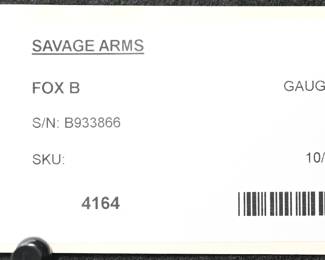 SAVAGE ARMS
FOX B GAUG
S/N: B933866
SKU: 10/
4164